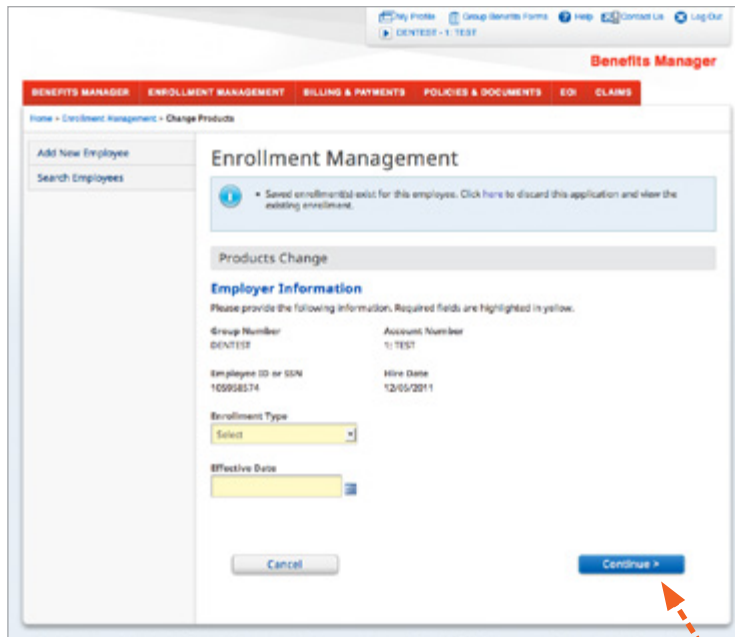 My Profile Group Benefits Forms Help Contact Us Log Out
DENTEST - 1: TEST
Benefits Manager
BENEFITS MANAGER ENROLLMENT MANAGEMENT BILLING & PAYMENTS POLICIES & DOCUMENTS EOI CLAIMS
Home > Enrollment Management > Change Products
Add New Employee
Search Employees
Enrollment Management
• Saved enrollment(s) exist for this employee. Click here to discard this application and view the
existing enrollment.
Products Change
Employer Information
Please provide the following information. Required fields are highlighted in yellow.
Group Number Account Number
DENTEST 1: TEST
Employee ID or SSN Hire Date
105958574 12/05/2011
Enrollment Type
Select
Effective Date
Cancel Continue >